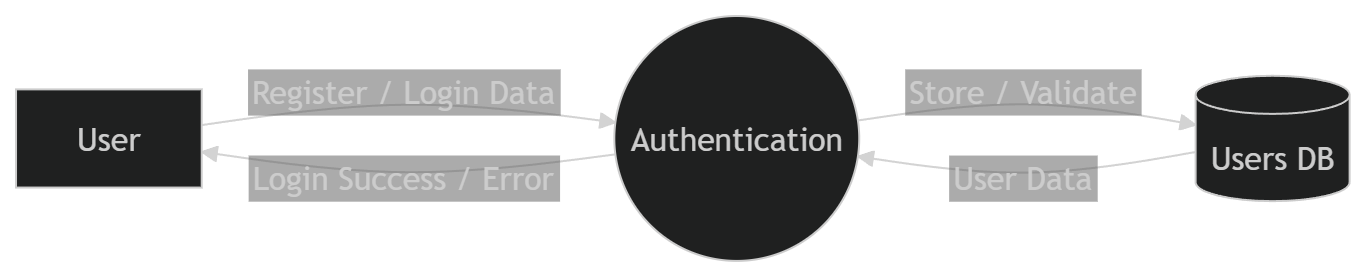 Register / Login Data
Store / Validate
User
Authentication
Users DB
Login Success / Error
User Data